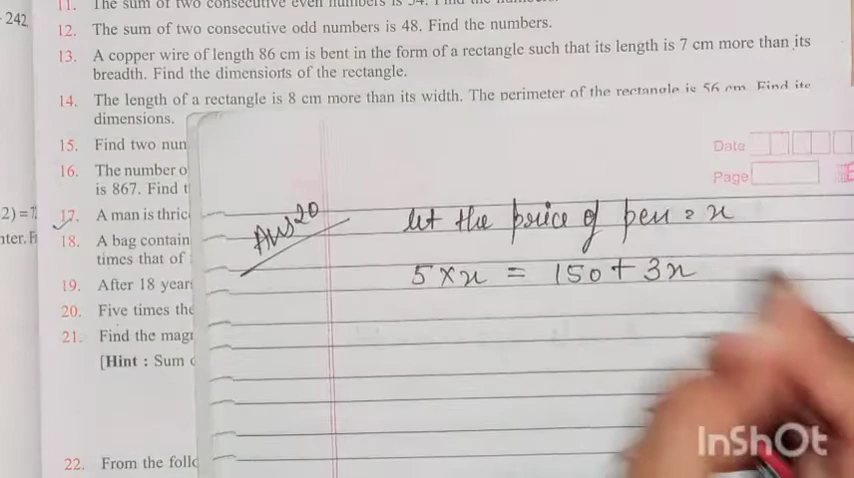 11. The sum of two consecutive even numbers is 54. Find the numbers.
242
12. The sum of two consecutive odd numbers is 48. Find the numbers.
13. A copper wire of length 86 cm is bent in the form of a rectangle such that its length is 7 cm more than its
breadth. Find the dimensions of the rectangle.
14. The length of a rectangle is 8 cm more than its width. The perimeter of the rectangle is 56 cm. Find its
dimensions.
15. Find two nun
16. The number o
is 867. Find t
2) = 7
17. A man is thric
18. A bag contain
nter. F
times that of
19. After 18 year
20. Five times the
21. Find the mag
[Hint : Sum
22. From the follo
Date
Page
Ans 20
let the price of pen = x
5 × x = 150 + 3x
InShOt